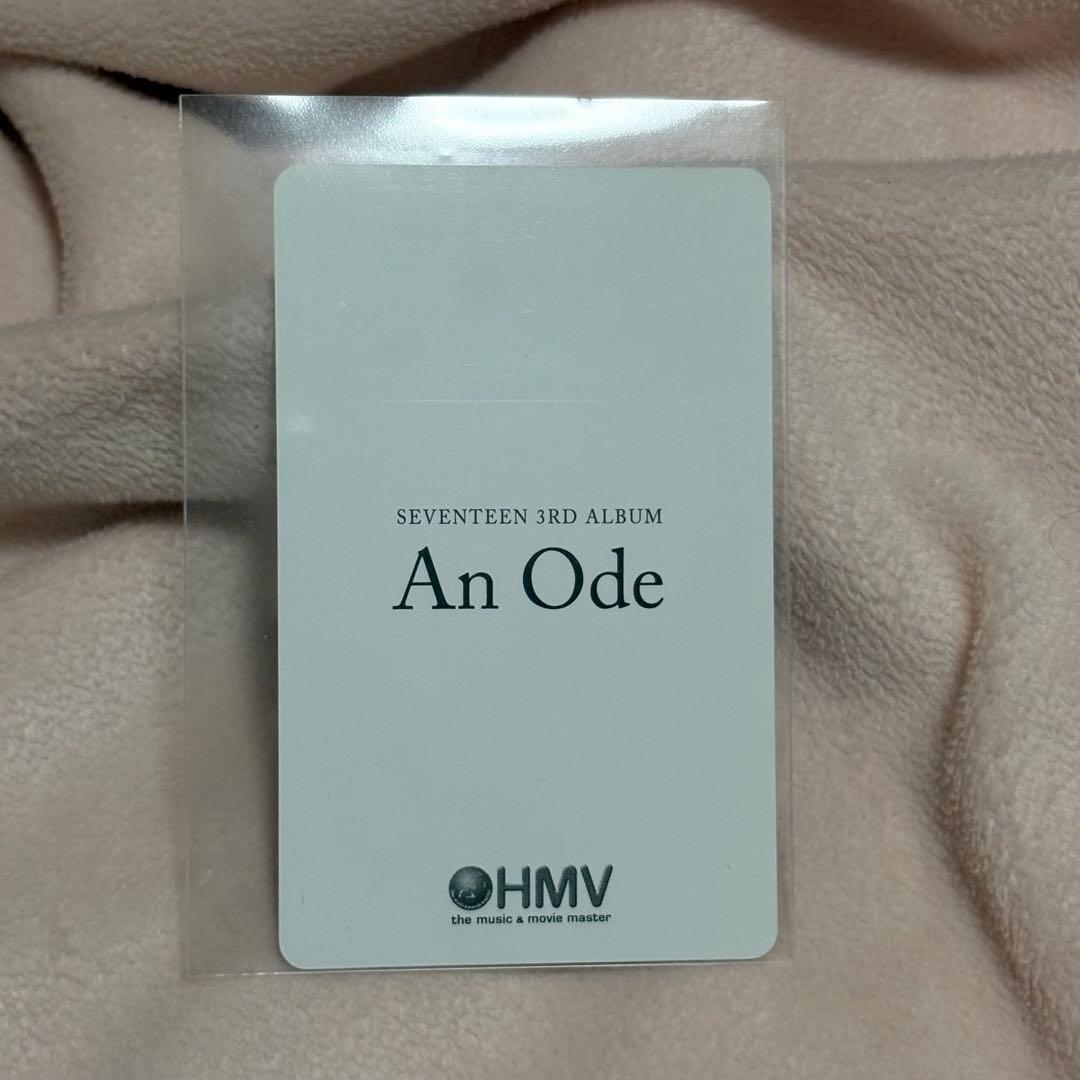 SEVENTEEN 3RD ALBUM
An Ode
HMV
the music & movie master